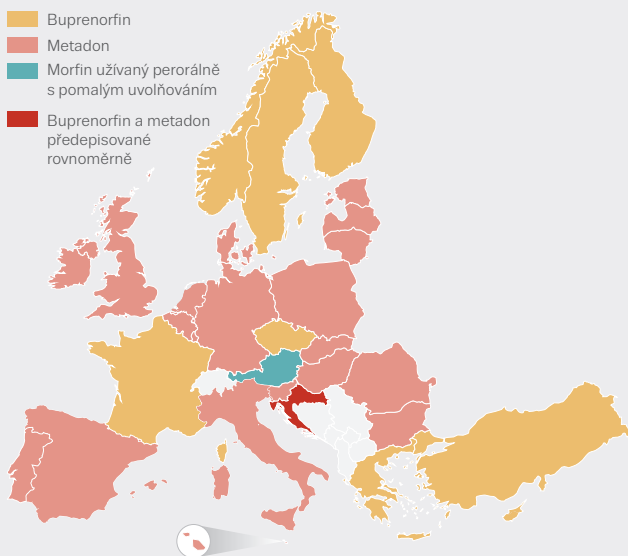 Buprenorfin
Metadon
Morfin užívaný perorálně
s pomalým uvolňováním
Buprenorfin a metadon
předepisované
rovnoměrně